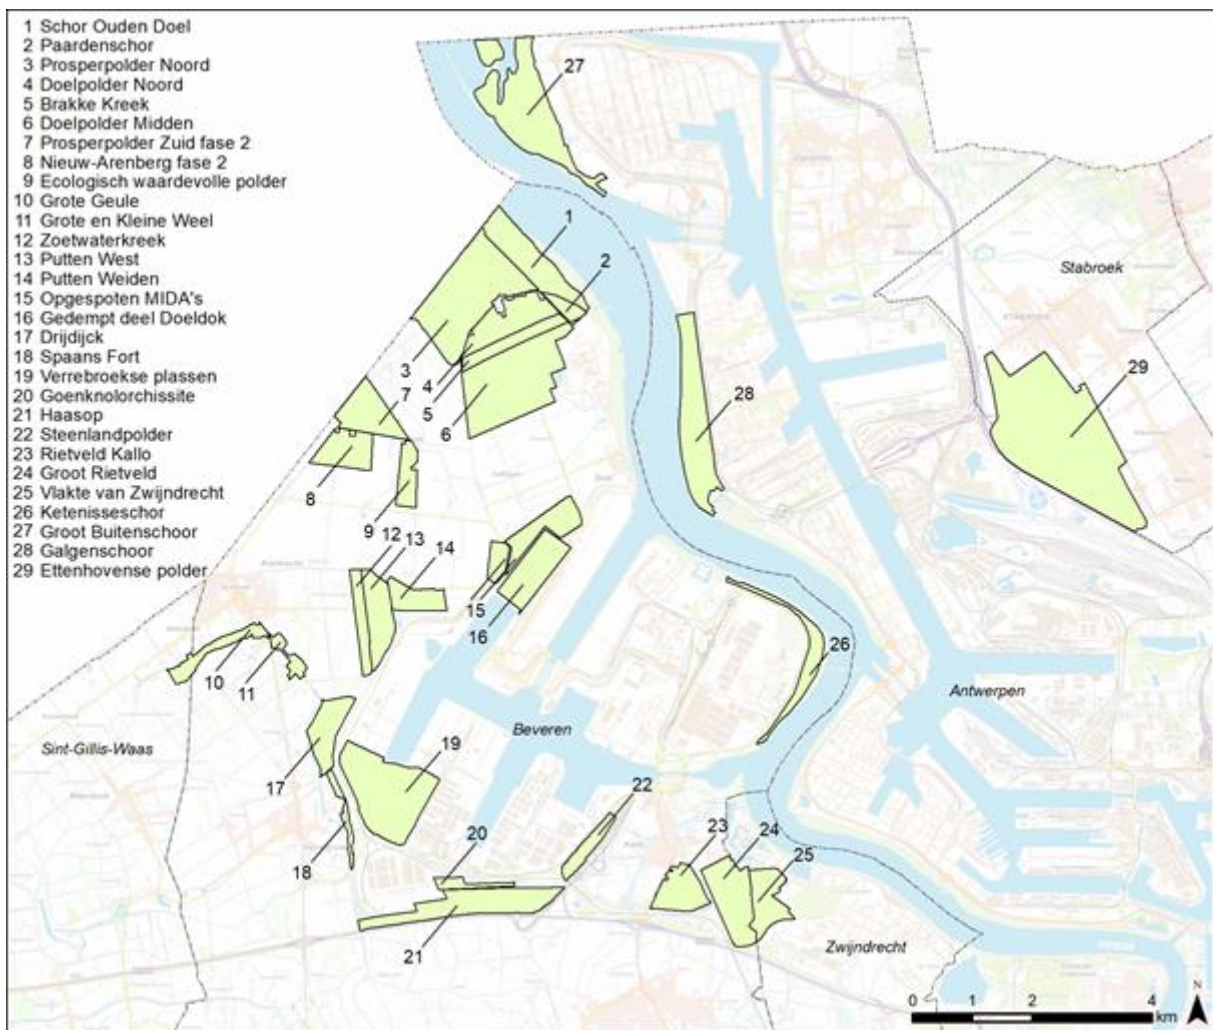 1 Schor Ouden Doel
2 Paardenschor
3 Prosperpolder Noord
4 Doelpolder Noord
5 Brakke Kreek
6 Doelpolder Midden
7 Prosperpolder Zuid fase 2
8 Nieuw-Arenberg fase 2
9 Ecologisch waardevolle polder
10 Grote Geule
11 Grote en Kleine Weel
12 Zoetwaterkreek
13 Putten West
14 Putten Weiden
15 Opgespoten MIDA's
16 Gedempt deel Doeldok
17 Drijdijck
18 Spaans Fort
19 Verrebroekse plassen
20 Goenknolorchissite
21 Haasop
22 Steenlandpolder
23 Rietveld Kallo
24 Groot Rietveld
25 Vlakte van Zwijndrecht
26 Ketenisseschor
27 Groot Buitenschoor
28 Galgenschoor
29 Ettenhovense polder
27
1
2
Stabroek
3
4
5
6
7
8
9
28
29
12
13
14
15
16
10
11
26
Antwerpen
Beveren
Sint-Gillis-Waas
17
18
19
22
20
23
24
25
21
Zwijndrecht
N
0 1 2 4
km